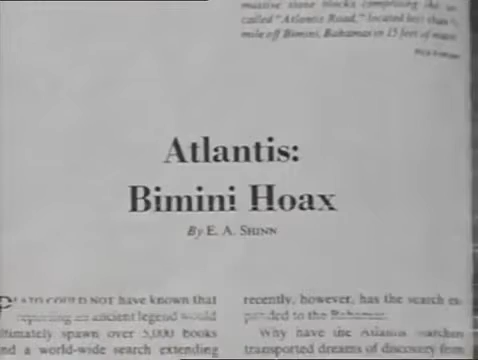 massive stone blocks comprising the so-
called "Atlantis Road," located less than ½
mile off Bimini, Bahamas in 15 feet of water.
Atlantis:
Bimini Hoax
By E. A. SHINN
PLATO COULD NOT have known that
repeating an ancient legend would
ultimately spawn over 5,000 books
and a world-wide search extending
recently, however, has the search ex-
panded to the Bahamas.
Why have the Atlantis searchers
transported dreams of discovery from